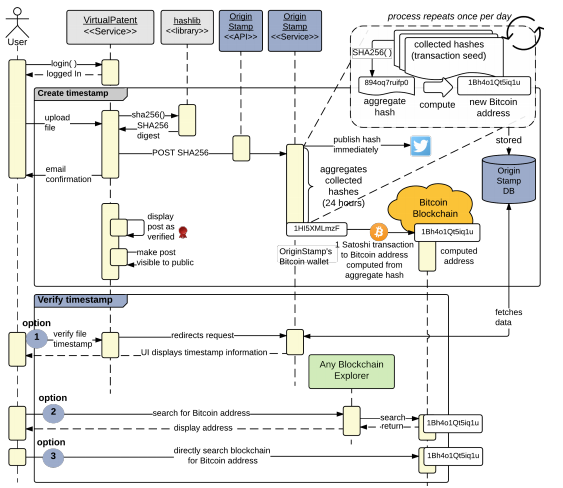 process repeats once per day
User
VirtualPatent
<<Service>>
hashlib
<<library>>
Origin
Stamp
<<API>>
Origin
Stamp
<<Service>>
SHA256( )
collected hashes
(transaction seed)
894oq7ruifp0
aggregate
hash
compute
1Bh4o1Qt5iq1u
new Bitcoin
address
login( )
logged In
Create timestamp
upload
file
sha256()
SHA256
digest
POST SHA256
email
confirmation
publish hash
immediately
aggregates
collected
hashes
(24 hours)
stored
Origin
Stamp
DB
Bitcoin
Blockchain
1HI5XMLmzF
1Bh4o1Qt5iq1u
OriginStamp's
Bitcoin wallet
1 Satoshi transaction
to Bitcoin address
computed from
aggregate hash
computed
address
display
post as
verified
make post
visible to public
Verify timestamp
fetches
data
option
1
verify file
timestamp
redirects request
UI displays timestamp information
Any Blockchain
Explorer
option
2
search for Bitcoin address
display address
search
return
1Bh4o1Qt5iq1u
option
3
directly search blockchain
for Bitcoin address
1Bh4o1Qt5iq1u